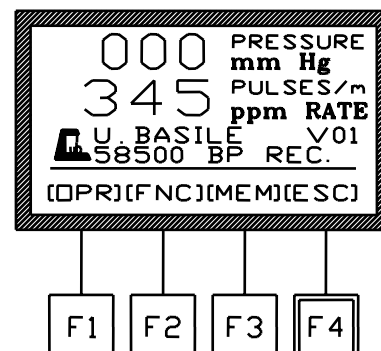 000 PRESSURE
mm Hg
345 PULSES/m
ppm RATE
U. BASILE V01
58500 BP REC.
[OPR][FNC][MEM][ESC]
F1 F2 F3 F4